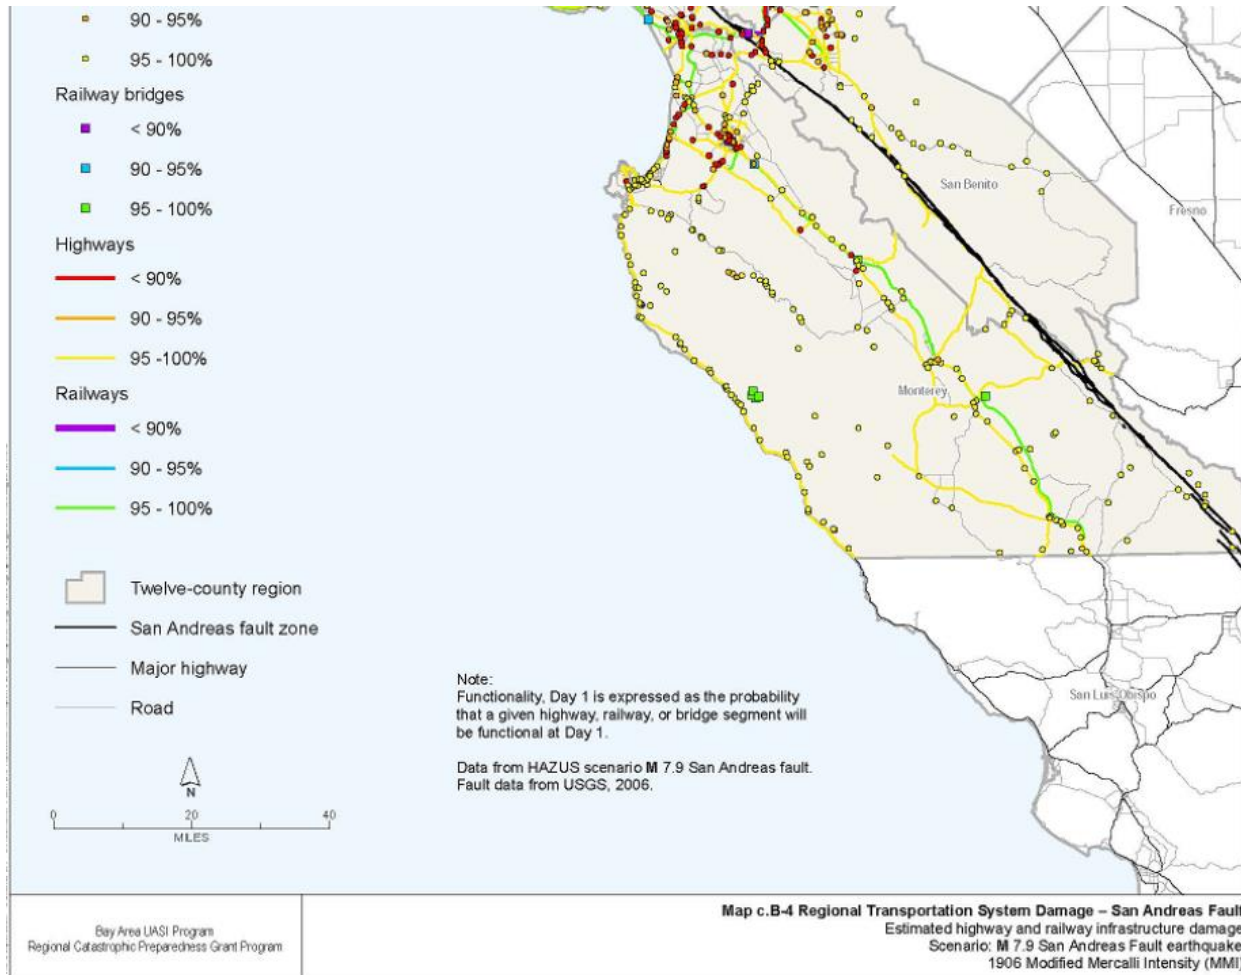 90 - 95%
95 - 100%
Railway bridges
< 90%
90 - 95%
95 - 100%
Highways
< 90%
90 - 95%
95 -100%
Railways
< 90%
90 - 95%
95 - 100%
Twelve-county region
San Andreas fault zone
Major highway
Road
N
0 20 40
MILES
San Benito
Fresno
Monterey
San Luis Obispo
Note:
Functionality, Day 1 is expressed as the probability
that a given highway, railway, or bridge segment will
be functional at Day 1.
Data from HAZUS scenario M 7.9 San Andreas fault.
Fault data from USGS, 2006.
Bay Area UASI Program
Regional Catastrophic Preparedness Grant Program
Map c.B-4 Regional Transportation System Damage – San Andreas Fault
Estimated highway and railway infrastructure damage
Scenario: M 7.9 San Andreas Fault earthquake
1906 Modified Mercalli Intensity (MMI)